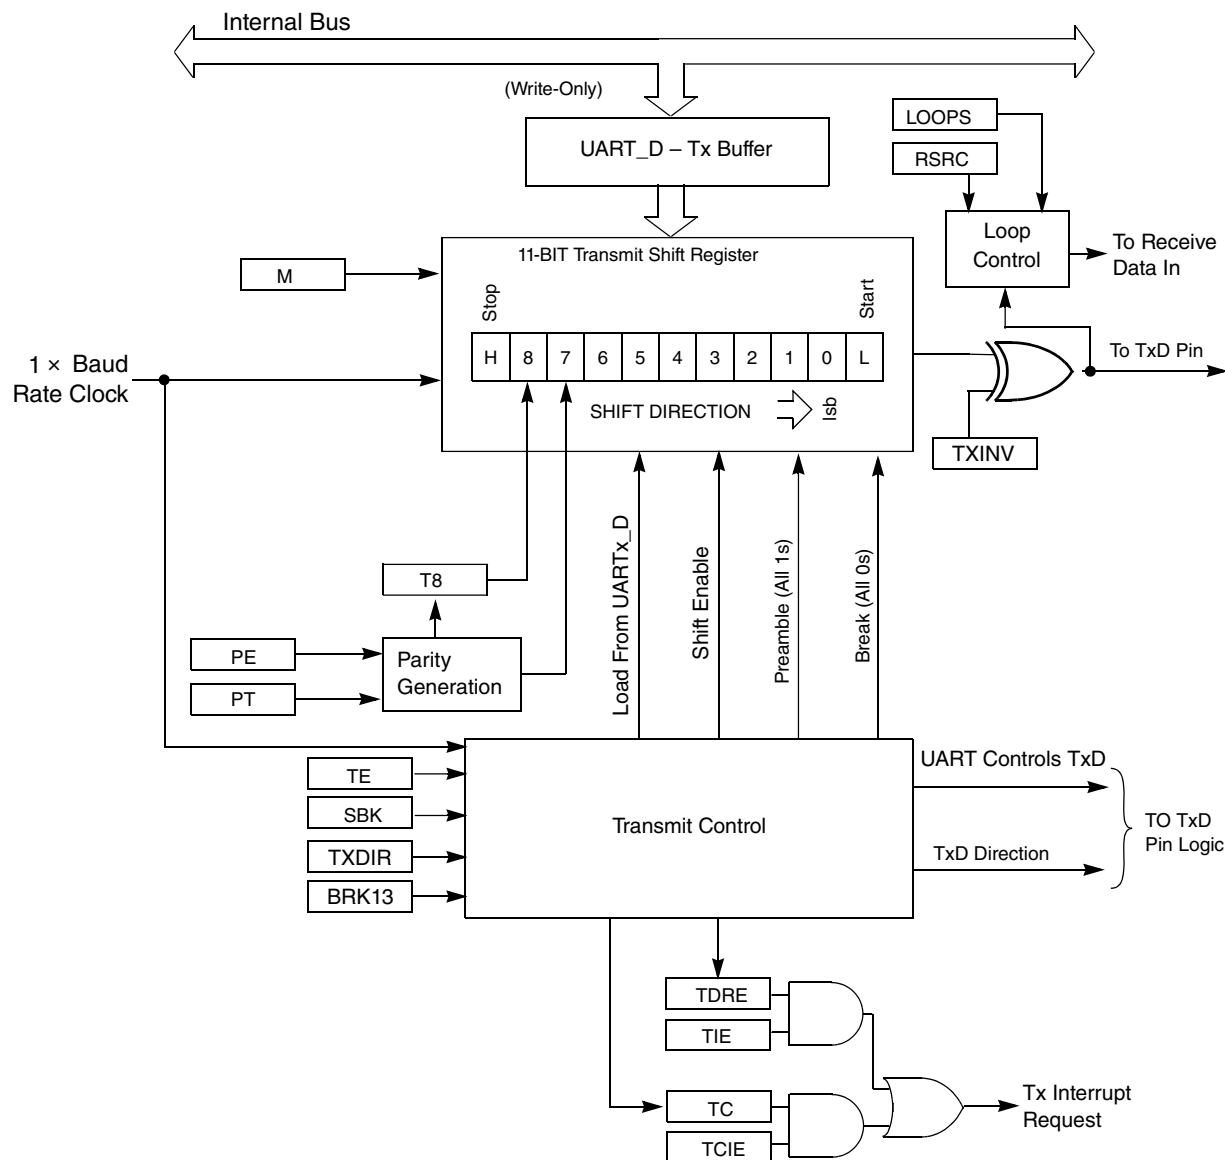 Internal Bus
(Write-Only)
LOOPS
UART_D – Tx Buffer
RSRC
Loop
Control
To Receive
Data In
11-BIT Transmit Shift Register
M
Stop
Start
H 8 7 6 5 4 3 2 1 0 L
To TxD Pin
1 × Baud
Rate Clock
SHIFT DIRECTION
lsb
TXINV
Load From UARTx_D
Shift Enable
Preamble (All 1s)
Break (All 0s)
T8
PE
PT
Parity
Generation
UART Controls TxD
TE
SBK
TXDIR
BRK13
Transmit Control
TO TxD
Pin Logic
TxD Direction
TDRE
TIE
TC
TCIE
Tx Interrupt
Request